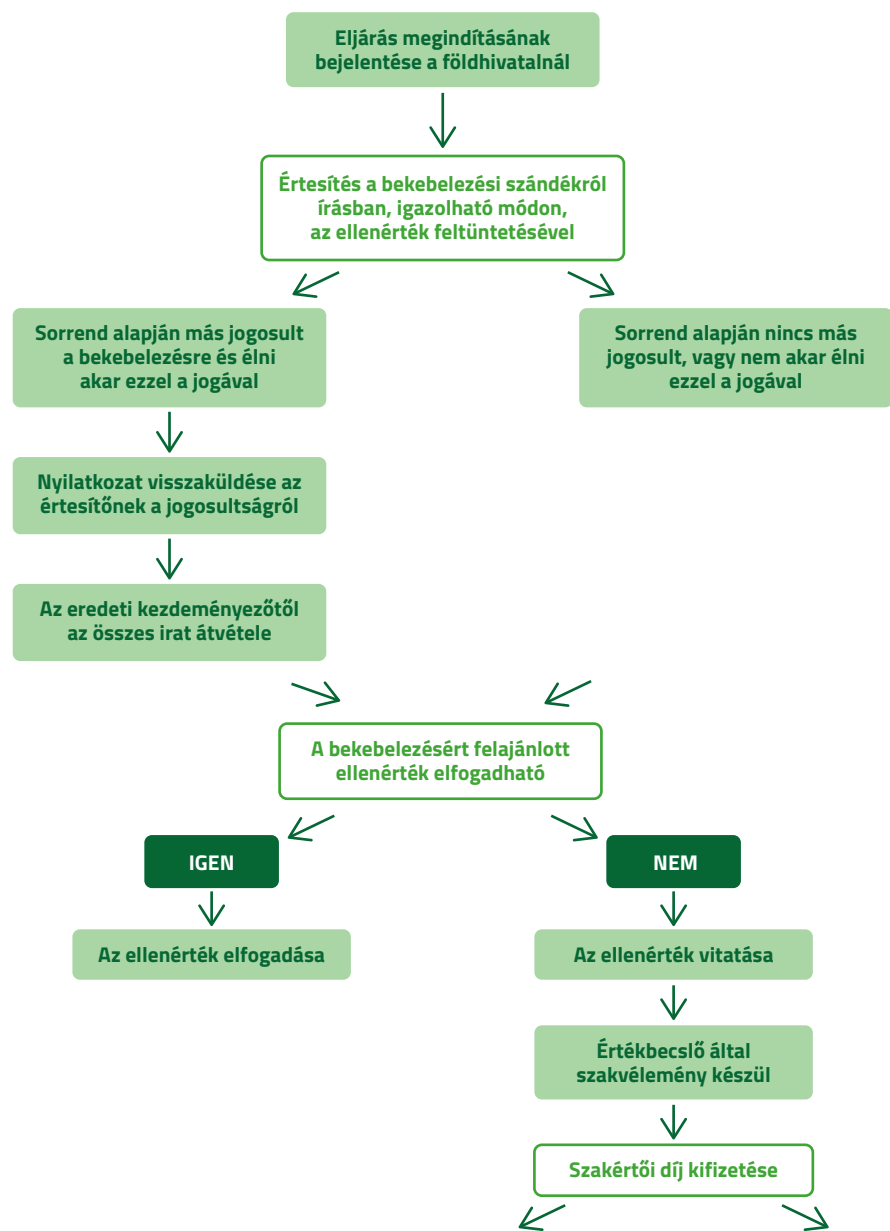 Eljárás megindításának
bejelentése a földhivatalnál
Értesítés a bekebelezési szándékról
írásban, igazolható módon,
az ellenérték feltüntetésével
Sorrend alapján más jogosult
a bekebelezésre és élni
akar ezzel a jogával
Sorrend alapján nincs más
jogosult, vagy nem akar élni
ezzel a jogával
Nyilatkozat visszaküldése az
értesítőnek a jogosultságról
Az eredeti kezdeményezőtől
az összes irat átvétele
A bekebelezésért felajánlott
ellenérték elfogadható
IGEN
NEM
Az ellenérték elfogadása
Az ellenérték vitatása
Értékbecslő által
szakvélemény készül
Szakértői díj kifizetése